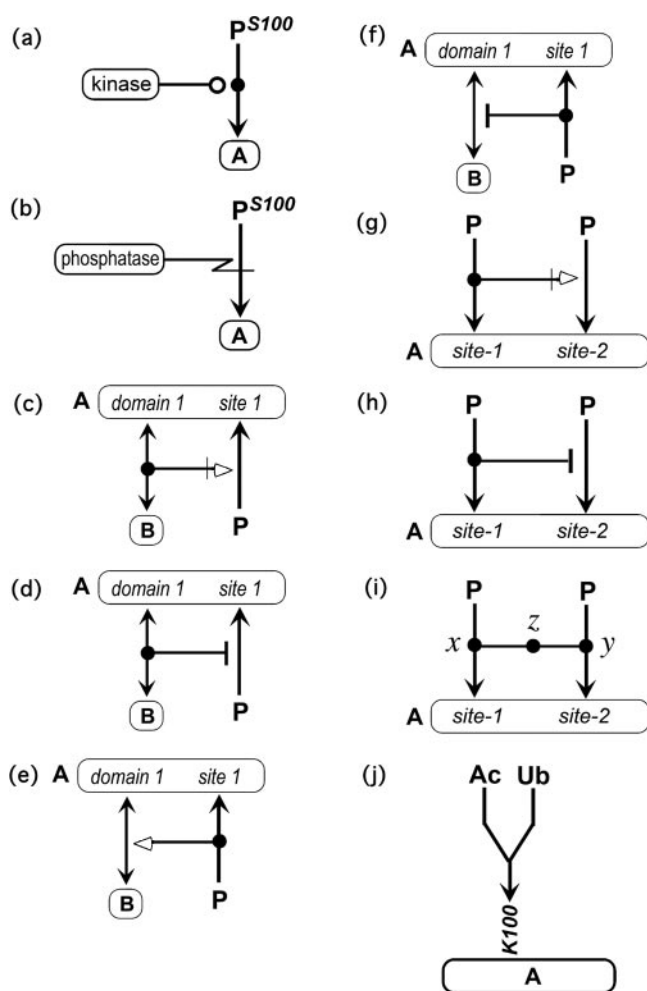 (a)
P S100
kinase
A
(b)
P S100
phosphatase
A
(c)
A domain 1 site 1
B P
(d)
A domain 1 site 1
B P
(e)
A domain 1 site 1
B P
(f)
A domain 1 site 1
B P
(g)
P P
A site-1 site-2
(h)
P P
A site-1 site-2
(i)
P P
x z y
A site-1 site-2
(j)
Ac Ub
K100
A